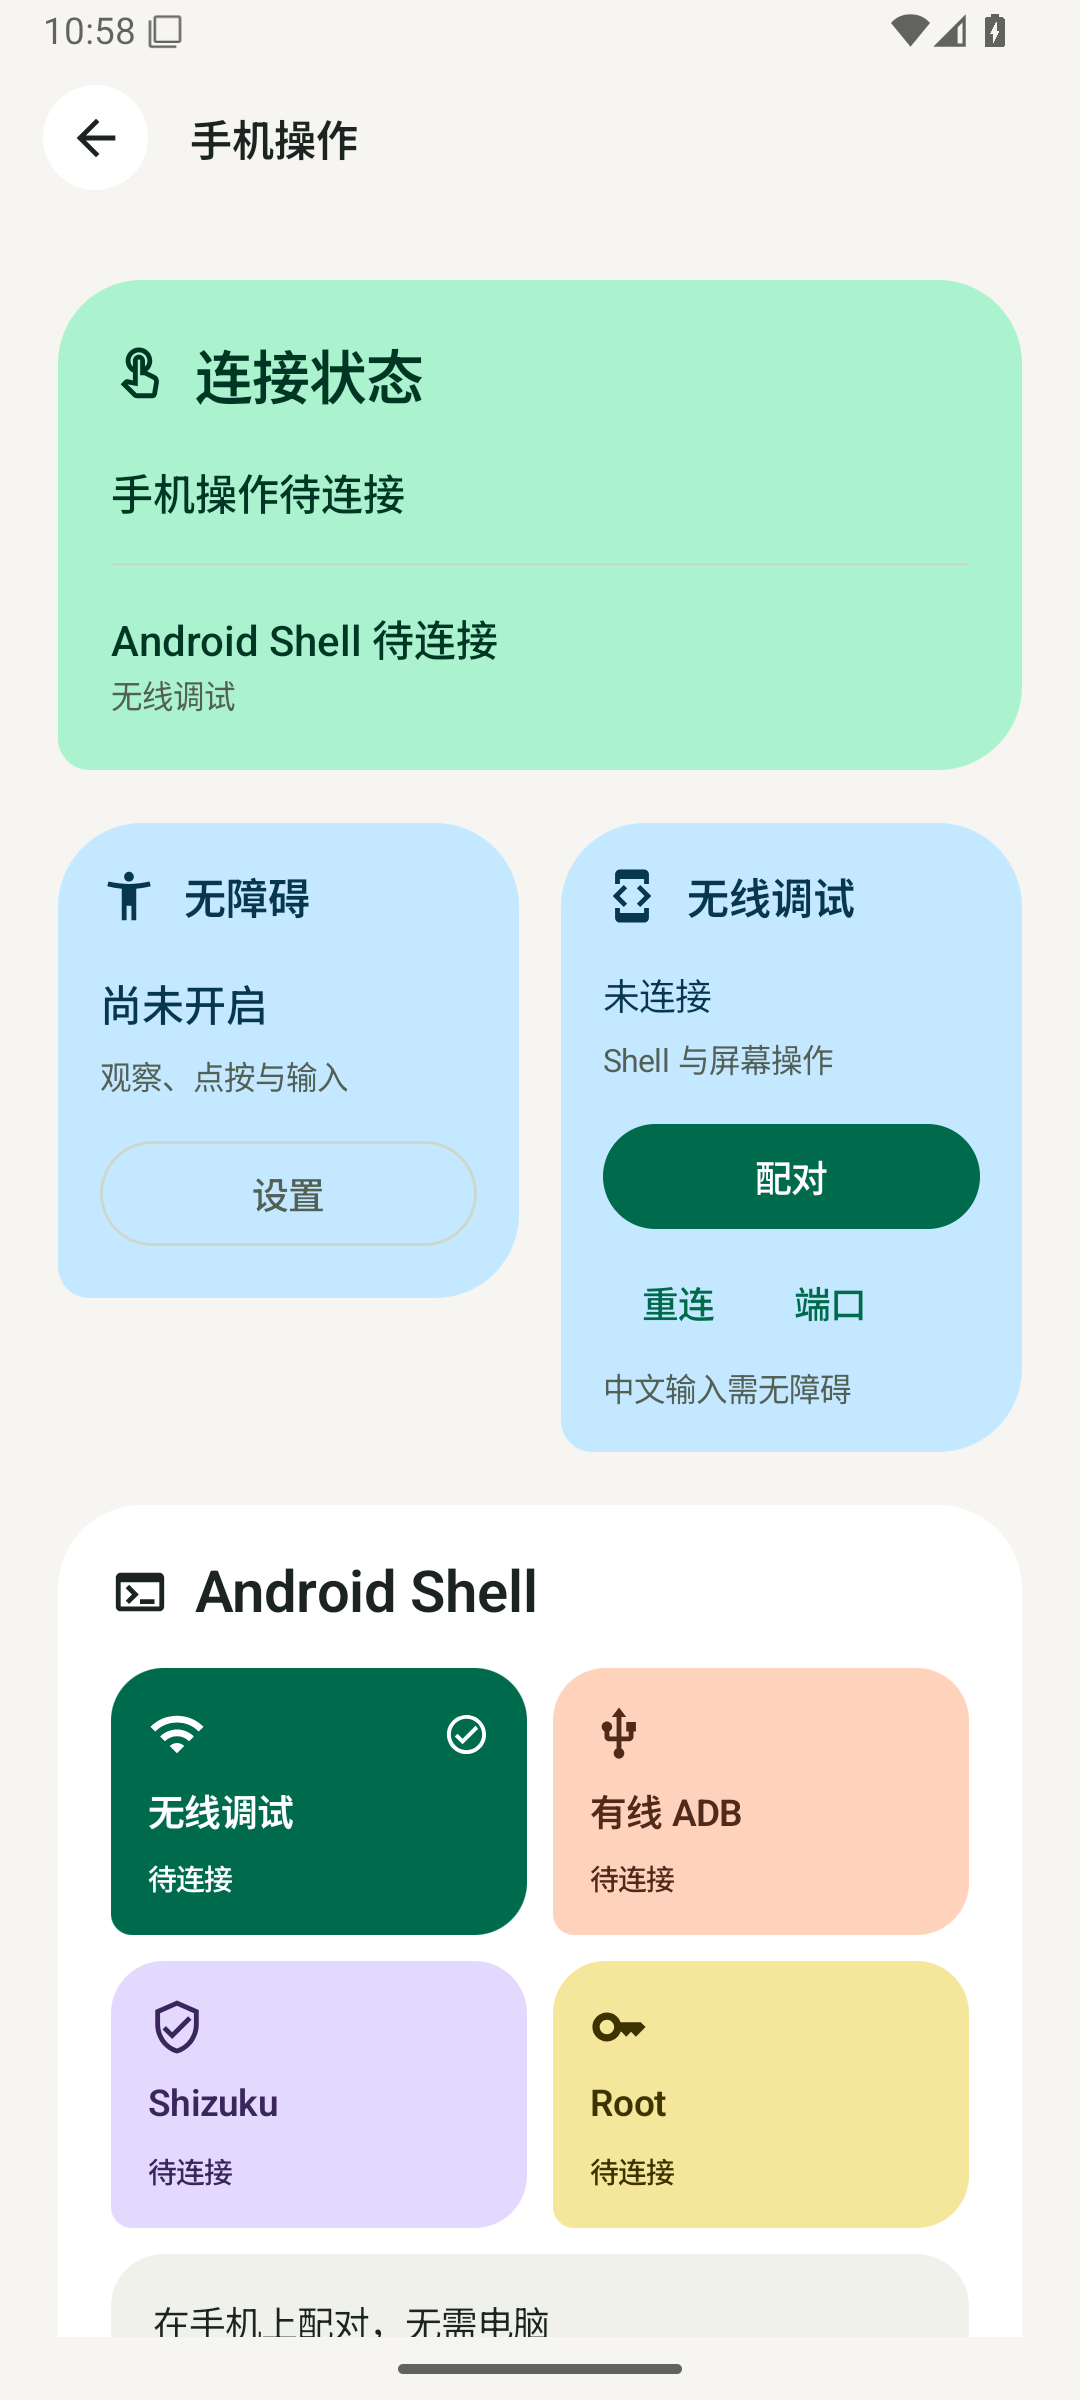 10:58
手机操作
连接状态
手机操作待连接
Android Shell 待连接
无线调试
无障碍
尚未开启
观察、点按与输入
设置
无线调试
未连接
Shell 与屏幕操作
配对
重连
端口
中文输入需无障碍
Android Shell
无线调试
待连接
有线 ADB
待连接
Shizuku
待连接
Root
待连接
在手机上配对，无需电脑